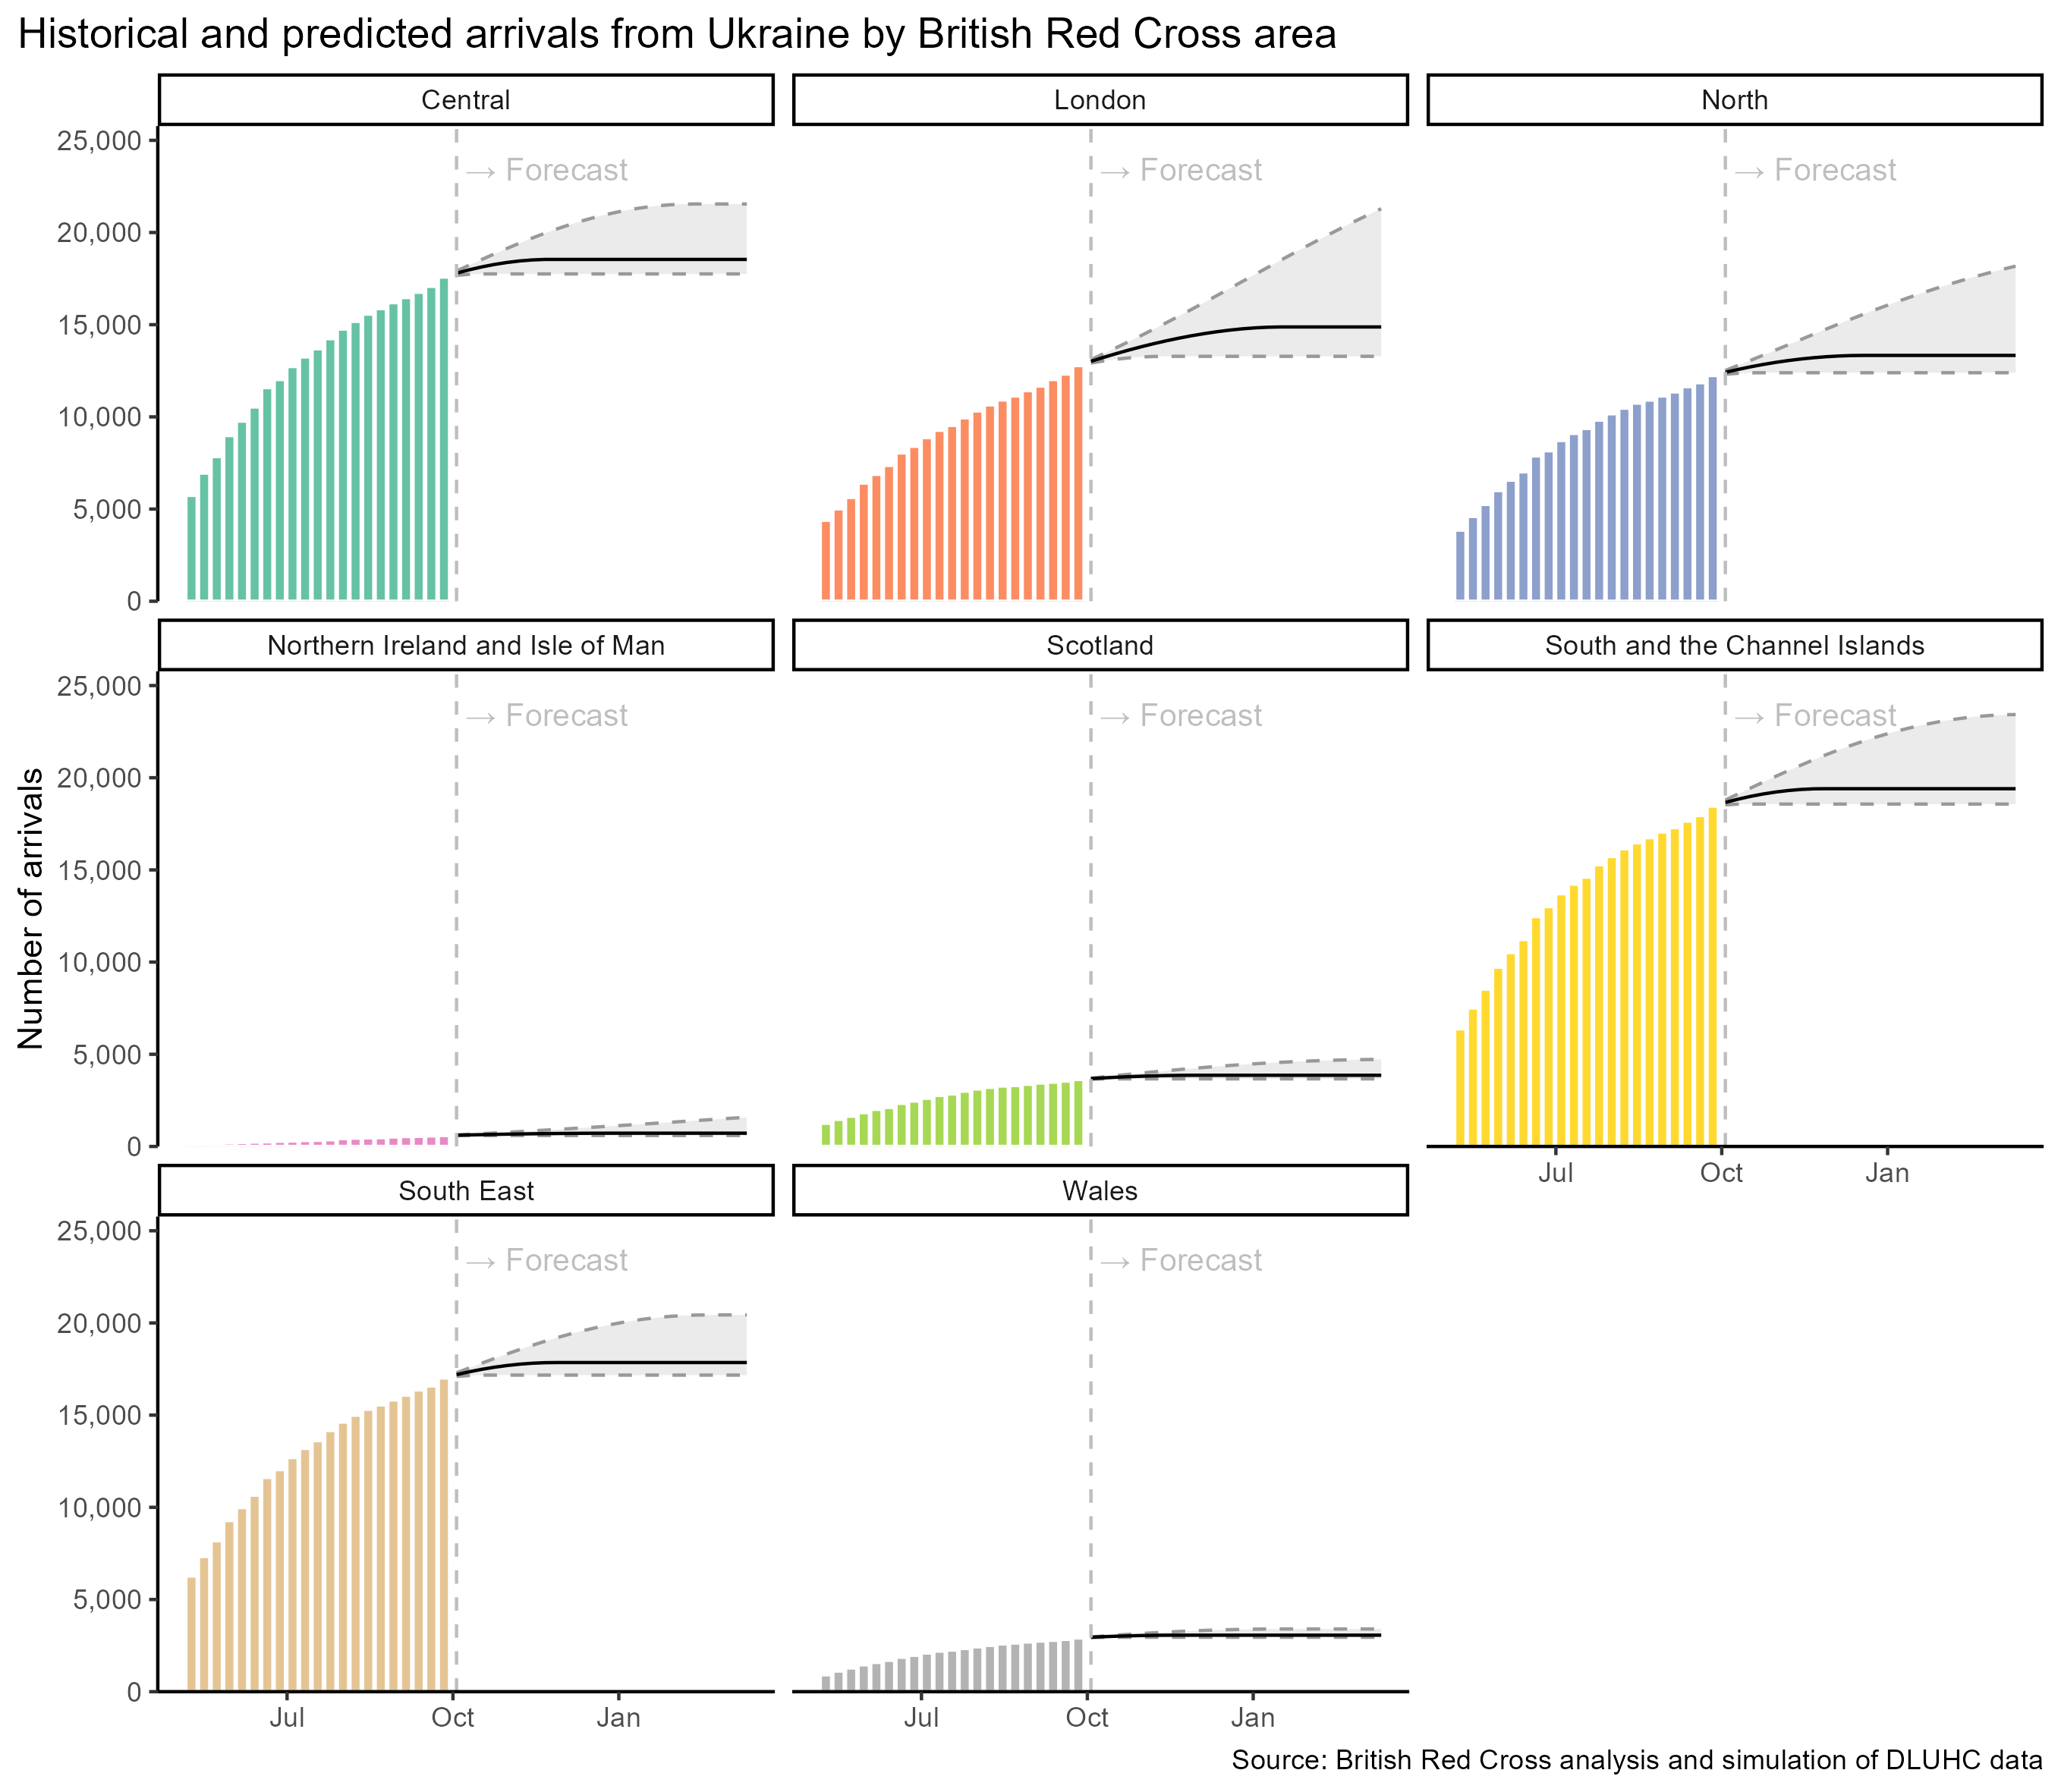 Historical and predicted arrivals from Ukraine by British Red Cross area
Central
London
North
25,000
20,000
15,000
10,000
5,000
0
→ Forecast
→ Forecast
→ Forecast
Northern Ireland and Isle of Man
Scotland
South and the Channel Islands
Number of arrivals
25,000
20,000
15,000
10,000
5,000
0
→ Forecast
→ Forecast
→ Forecast
Jul Oct Jan
South East
Wales
25,000
20,000
15,000
10,000
5,000
0
→ Forecast
→ Forecast
Jul Oct Jan
Jul Oct Jan
Source: British Red Cross analysis and simulation of DLUHC data